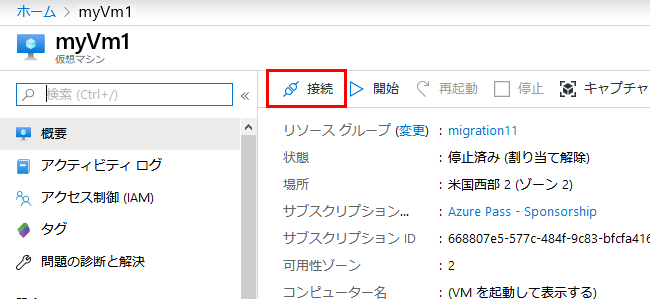 ホーム > myVm1
myVm1
仮想マシン
検索 (Ctrl+/)
«
接続
開始
再起動
停止
キャプチャ
概要
アクティビティ ログ
アクセス制御 (IAM)
タグ
問題の診断と解決
リソース グループ (変更) : migration11
状態 : 停止済み (割り当て解除)
場所 : 米国西部 2 (ゾーン 2)
サブスクリプション... : Azure Pass - Sponsorship
サブスクリプション ID : 668807e5-577c-484f-9c83-bfcfa416
可用性ゾーン : 2
コンピューター名 : (VM を起動して表示する)